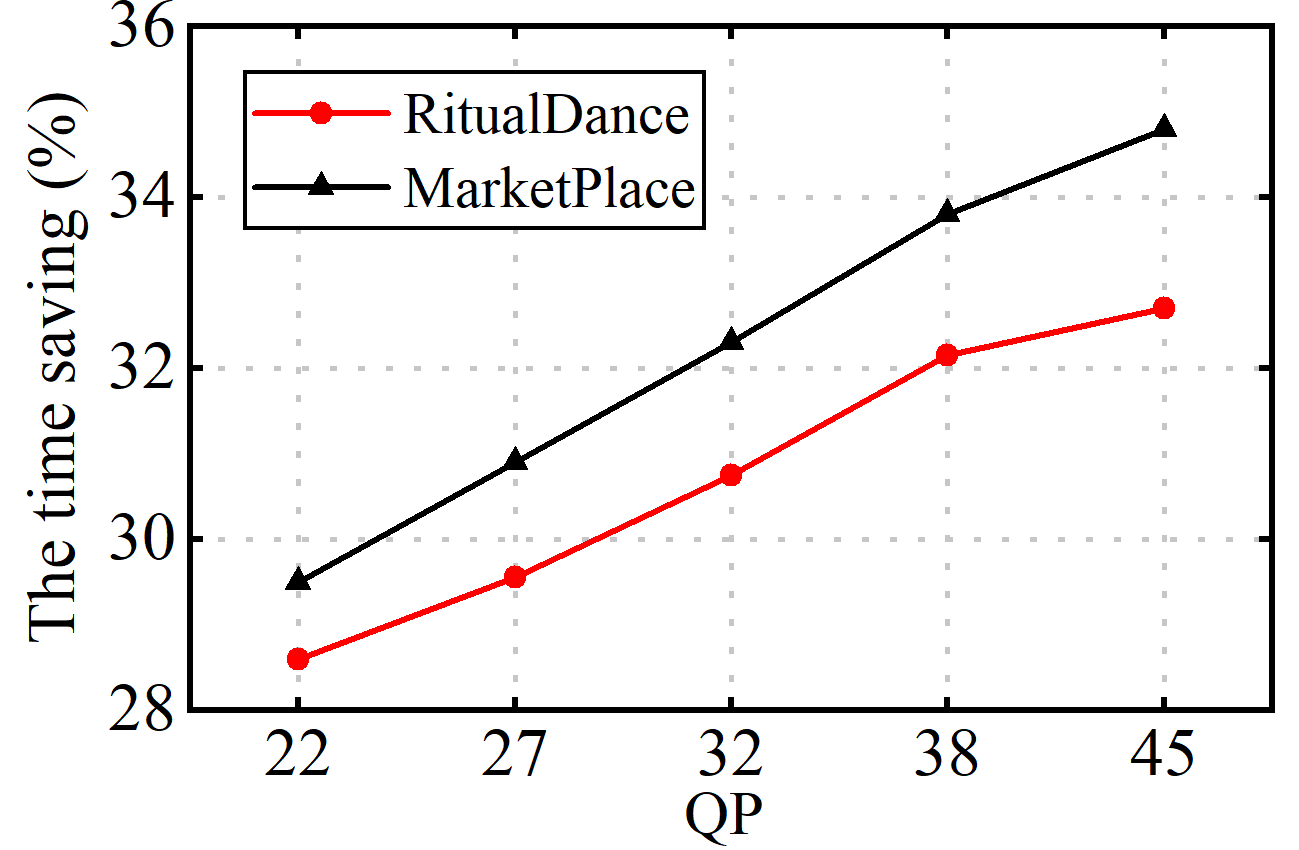 The time saving (%)
36
34
32
30
28
RitualDance
MarketPlace
22 27 32 38 45
QP